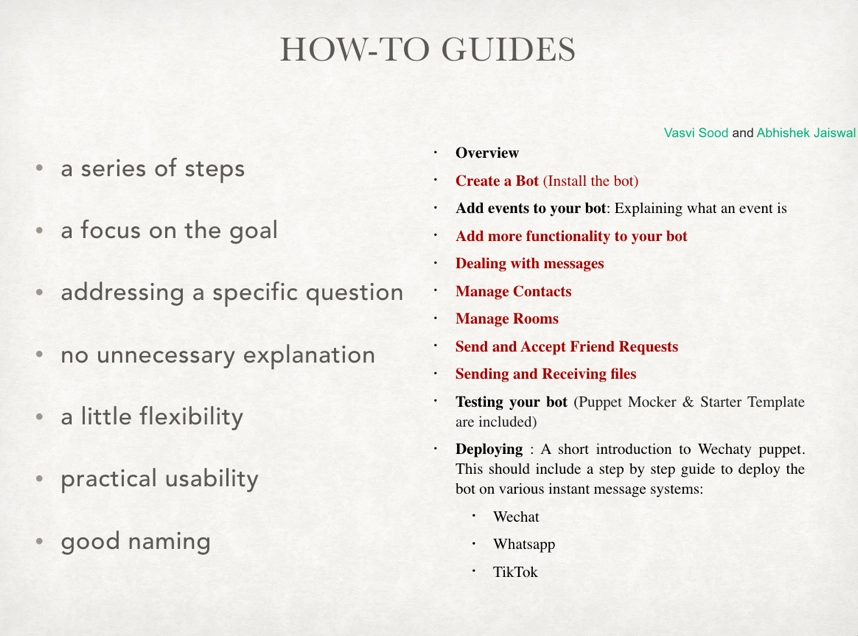 HOW-TO GUIDES
• a series of steps
• a focus on the goal
• addressing a specific question
• no unnecessary explanation
• a little flexibility
• practical usability
• good naming
Vasvi Sood and Abhishek Jaiswal
• Overview
• Create a Bot (Install the bot)
• Add events to your bot: Explaining what an event is
• Add more functionality to your bot
• Dealing with messages
• Manage Contacts
• Manage Rooms
• Send and Accept Friend Requests
• Sending and Receiving files
• Testing your bot (Puppet Mocker & Starter Template
are included)
• Deploying : A short introduction to Wechaty puppet.
This should include a step by step guide to deploy the
bot on various instant message systems:
• Wechat
• Whatsapp
• TikTok